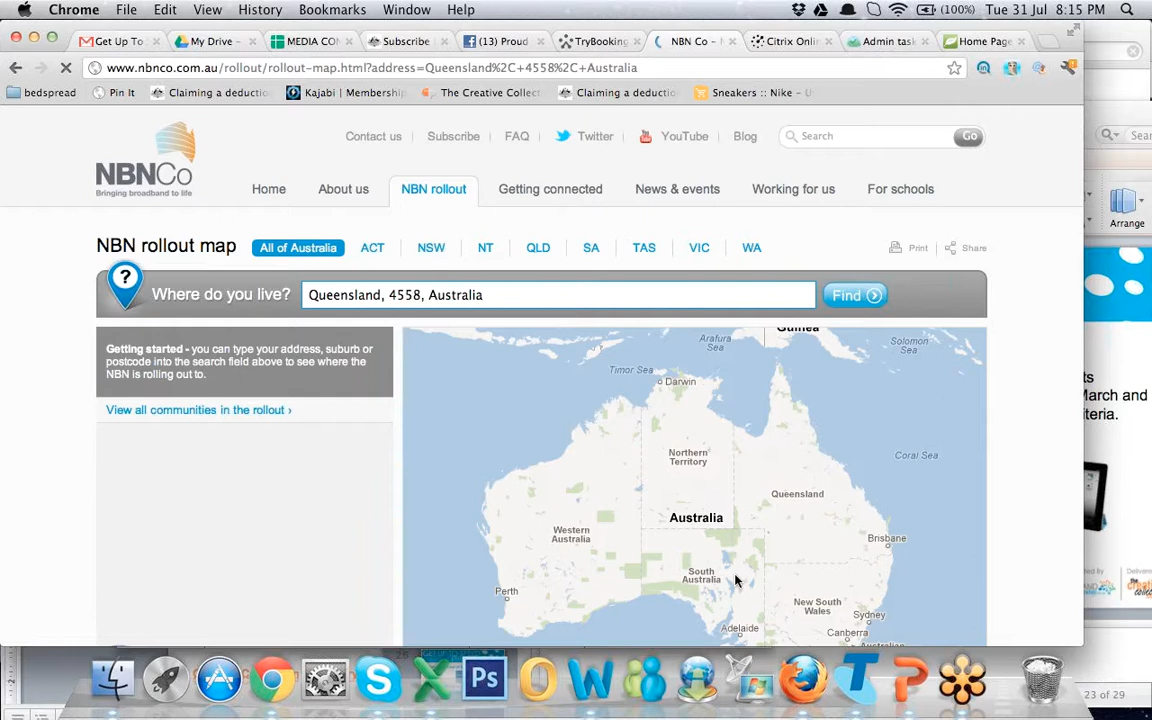 Chrome File Edit View History Bookmarks Window Help (100%) Tue 31 Jul 8:15 PM
Get Up To My Drive - MEDIA CON Subscribe (13) Proud TryBooking NBN Co - Citrix Onlin Admin task Home Page
www.nbnco.com.au/rollout/rollout-map.html?address=Queensland%2C+4558%2C+Australia
bedspread Pin It Claiming a deductio Kajabi | Membership The Creative Collect Claiming a deductio Sneakers :: Nike -
Contact us Subscribe FAQ Twitter YouTube Blog Search Go
NBNCo
Bringing broadband to life
Home About us NBN rollout Getting connected News & events Working for us For schools
Arrange
NBN rollout map All of Australia ACT NSW NT QLD SA TAS VIC WA Print Share
? Where do you live? Queensland, 4558, Australia Find
Getting started - you can type your address, suburb or
postcode into the search field above to see where the
NBN is rolling out to.
View all communities in the rollout ›
Guinea
Arafura
Sea
Solomon
Sea
Timor Sea
Darwin
Northern
Territory
Coral Sea
Queensland
Australia
Western
Australia
Brisbane
South
Australia
Perth
New South
Wales
Sydney
Adelaide
Canberra
Australian
ts
March and
teria.
Ps
23 of 29